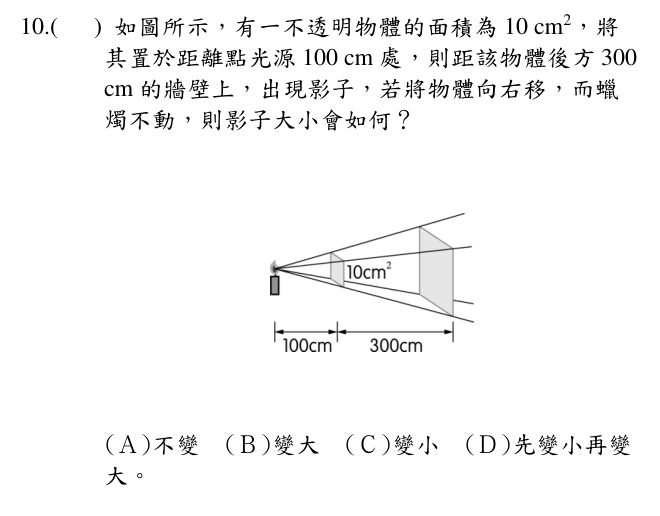 10.(　　) 如圖所示，有一不透明物體的面積為 10 cm²，將
其置於距離點光源 100 cm 處，則距該物體後方 300
cm 的牆壁上，出現影子，若將物體向右移，而蠟
燭不動，則影子大小會如何？
10cm²
100cm 300cm
（A）不變 （B）變大 （C）變小 （D）先變小再變
大。